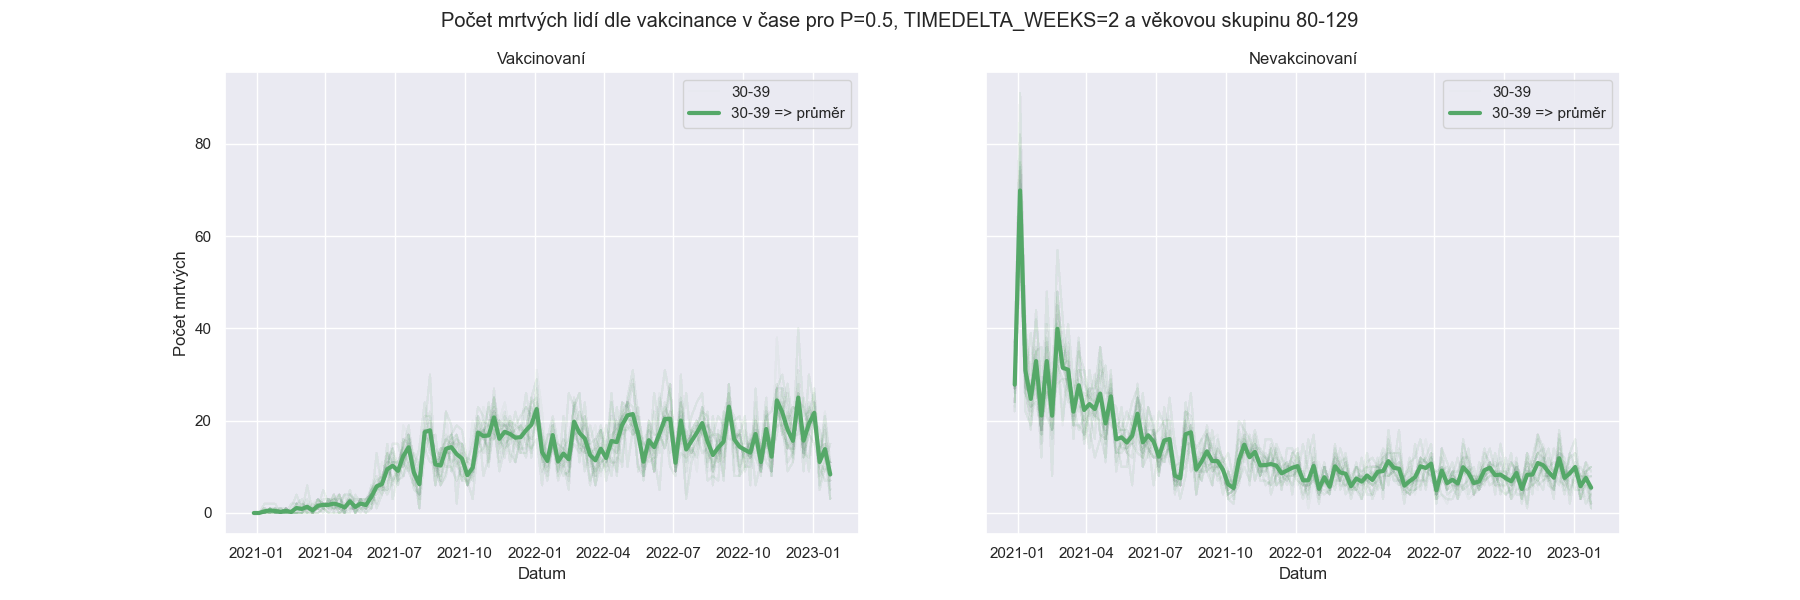 Počet mrtvých lidí dle vakcinance v čase pro P=0.5, TIMEDELTA_WEEKS=2 a věkovou skupinu 80-129
Vakcinovaní
30-39
30-39 => průměr
Počet mrtvých
80
60
40
20
0
2021-01 2021-04 2021-07 2021-10 2022-01 2022-04 2022-07 2022-10 2023-01
Datum
Nevakcinovaní
30-39
30-39 => průměr
2021-01 2021-04 2021-07 2021-10 2022-01 2022-04 2022-07 2022-10 2023-01
Datum